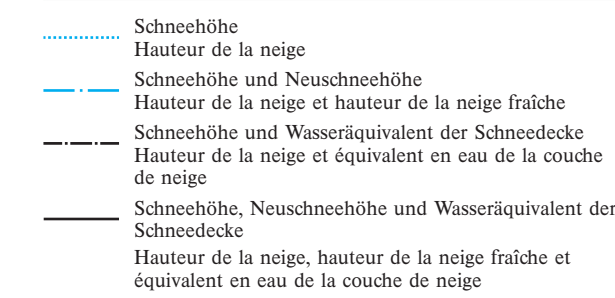 Schneehöhe
Hauteur de la neige
Schneehöhe und Neuschneehöhe
Hauteur de la neige et hauteur de la neige fraîche
Schneehöhe und Wasseräquivalent der Schneedecke
Hauteur de la neige et équivalent en eau de la couche
de neige
Schneehöhe, Neuschneehöhe und Wasseräquivalent der
Schneedecke
Hauteur de la neige, hauteur de la neige fraîche et
équivalent en eau de la couche de neige